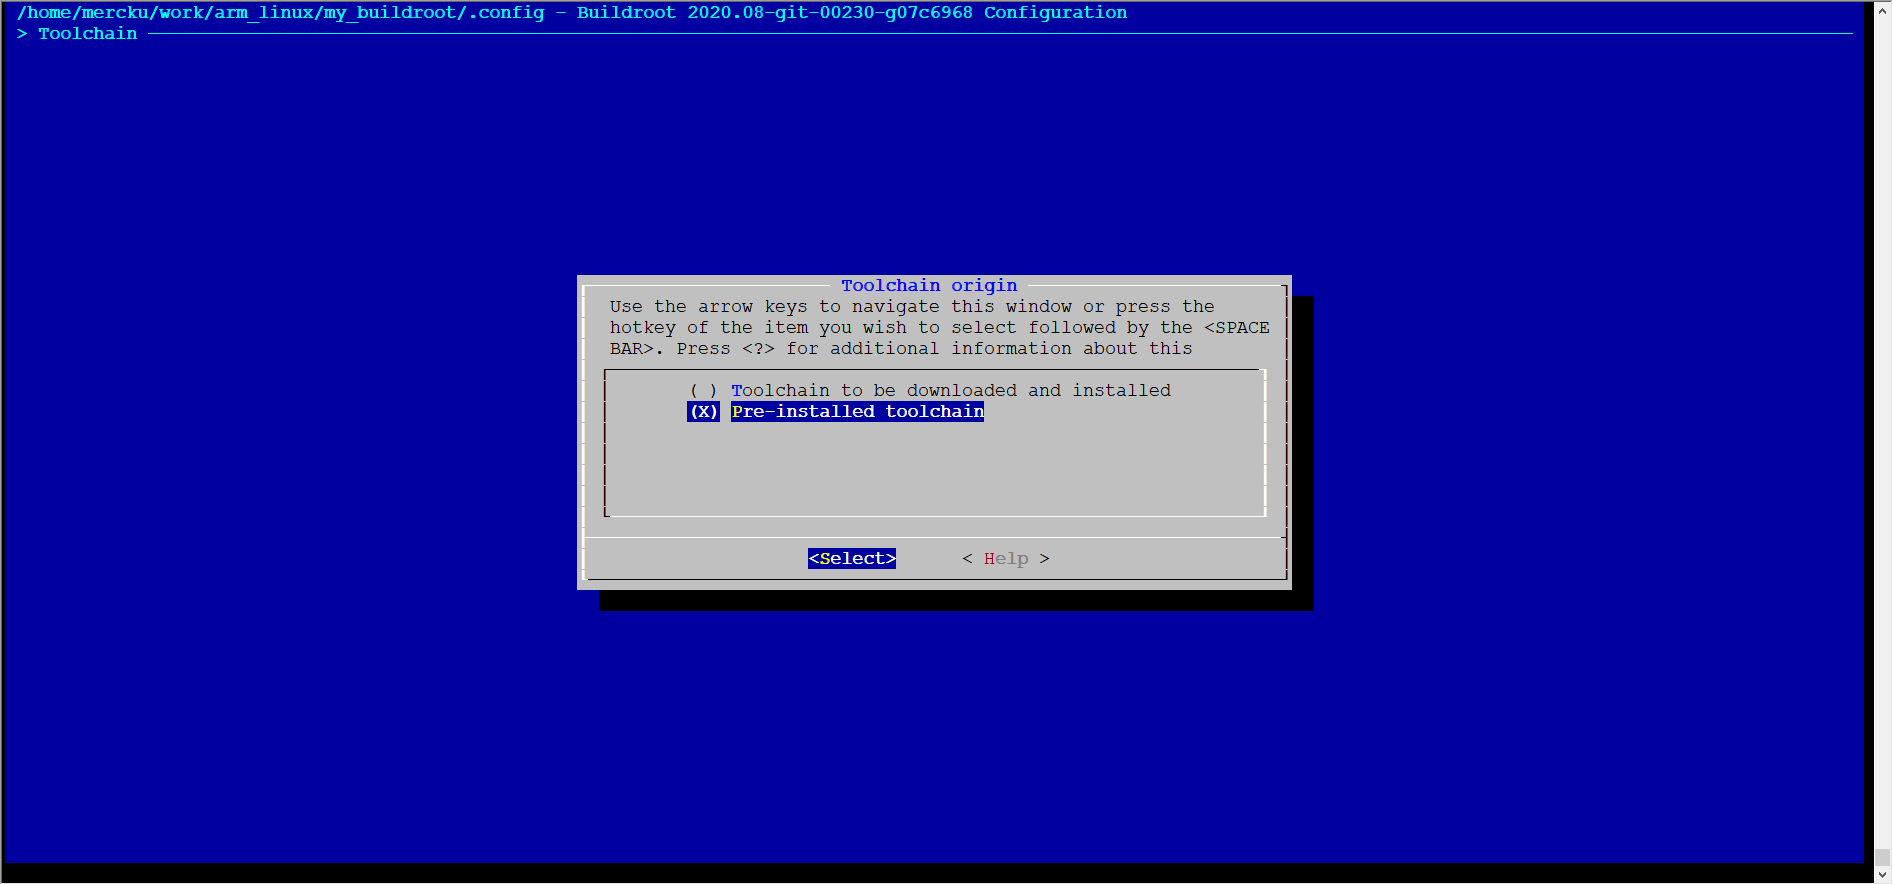 /home/mercku/work/arm_linux/my_buildroot/.config - Buildroot 2020.08-git-00230-g07c6968 Configuration
> Toolchain
Toolchain origin
Use the arrow keys to navigate this window or press the
hotkey of the item you wish to select followed by the <SPACE
BAR>. Press <?> for additional information about this
( ) Toolchain to be downloaded and installed
(X) Pre-installed toolchain
<Select> < Help >